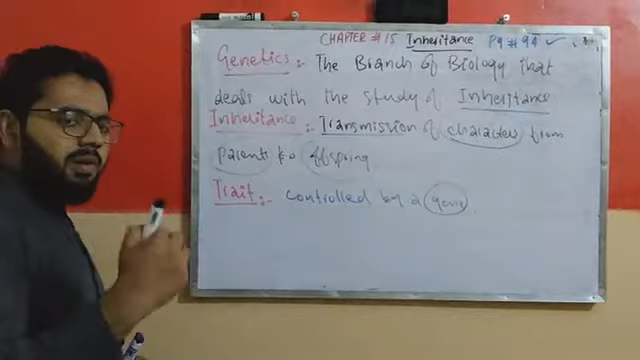 CHAPTER # 15 Inheritance Pg # 94
Genetics :- The Branch of Biology that
deals with the study of Inheritance
Inheritance :- Transmission of character from
Parents to offspring
Trait :- controlled by a gene